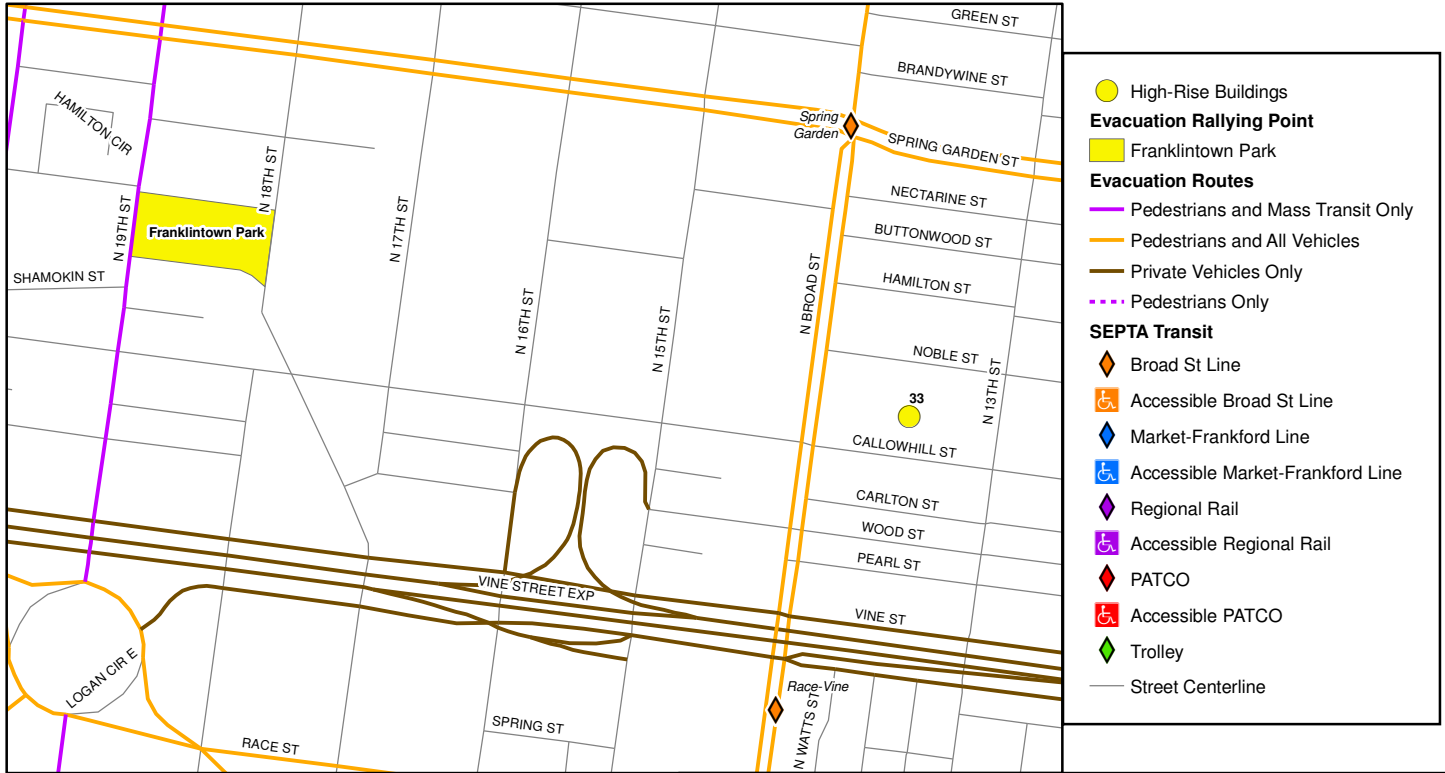 GREEN ST
BRANDYWINE ST
HAMILTON CIR
Spring
Garden
SPRING GARDEN ST
N 18TH ST
N 19TH ST
N 17TH ST
NECTARINE ST
Franklintown Park
BUTTONWOOD ST
SHAMOKIN ST
HAMILTON ST
N BROAD ST
N 16TH ST
N 15TH ST
NOBLE ST
N 13TH ST
33
CALLOWHILL ST
CARLTON ST
WOOD ST
PEARL ST
VINE STREET EXP
VINE ST
LOGAN CIR E
Race-Vine
N WATTS ST
SPRING ST
RACE ST
High-Rise Buildings
Evacuation Rallying Point
Franklintown Park
Evacuation Routes
Pedestrians and Mass Transit Only
Pedestrians and All Vehicles
Private Vehicles Only
Pedestrians Only
SEPTA Transit
Broad St Line
Accessible Broad St Line
Market-Frankford Line
Accessible Market-Frankford Line
Regional Rail
Accessible Regional Rail
PATCO
Accessible PATCO
Trolley
Street Centerline